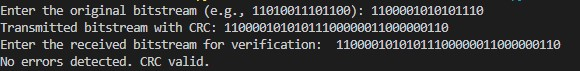 Enter the original bitstream (e.g., 11010011101100): 1100001010101110
Transmitted bitstream with CRC: 11000010101011100000011000000110
Enter the received bitstream for verification:  11000010101011100000011000000110
No errors detected. CRC valid.